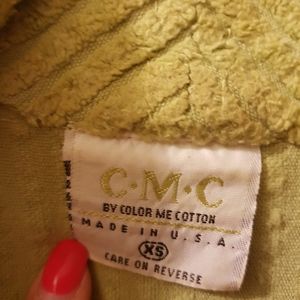 C·M·C
BY COLOR ME COTTON
MADE IN U.S.A.
XS
CARE ON REVERSE